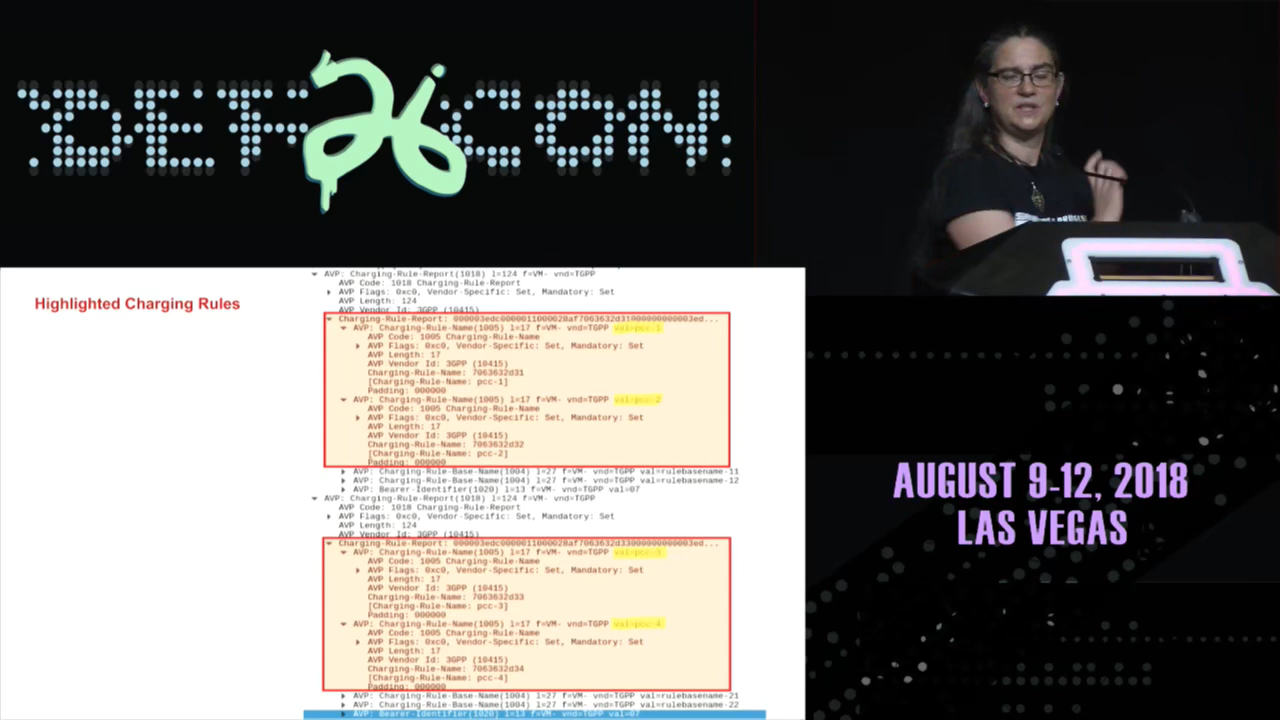 DEF CON
26
AUGUST 9-12, 2018
LAS VEGAS
Highlighted Charging Rules
AVP: Charging-Rule-Report(1018) l=124 f=VM- vnd=TGPP
AVP Code: 1018 Charging-Rule-Report
AVP Flags: 0xc0, Vendor-Specific: Set, Mandatory: Set
AVP Length: 124
AVP Vendor Id: 3GPP (10415)
Charging-Rule-Report: 000003edc0000011000028af7063632d31000000000003ed...
AVP: Charging-Rule-Name(1005) l=17 f=VM- vnd=TGPP val=pcc-1
AVP Code: 1005 Charging-Rule-Name
AVP Flags: 0xc0, Vendor-Specific: Set, Mandatory: Set
AVP Length: 17
AVP Vendor Id: 3GPP (10415)
Charging-Rule-Name: 7063632d31
[Charging-Rule-Name: pcc-1]
Padding: 000000
AVP: Charging-Rule-Name(1005) l=17 f=VM- vnd=TGPP val=pcc-2
AVP Code: 1005 Charging-Rule-Name
AVP Flags: 0xc0, Vendor-Specific: Set, Mandatory: Set
AVP Length: 17
AVP Vendor Id: 3GPP (10415)
Charging-Rule-Name: 7063632d32
[Charging-Rule-Name: pcc-2]
Padding: 000000
AVP: Charging-Rule-Base-Name(1004) l=27 f=VM- vnd=TGPP val=rulebasename-11
AVP: Charging-Rule-Base-Name(1004) l=27 f=VM- vnd=TGPP val=rulebasename-12
AVP: Bearer-Identifier(1020) l=13 f=VM- vnd=TGPP val=07
AVP: Charging-Rule-Report(1018) l=124 f=VM- vnd=TGPP
AVP Code: 1018 Charging-Rule-Report
AVP Flags: 0xc0, Vendor-Specific: Set, Mandatory: Set
AVP Length: 124
AVP Vendor Id: 3GPP (10415)
Charging-Rule-Report: 000003edc0000011000028af7063632d33000000000003ed...
AVP: Charging-Rule-Name(1005) l=17 f=VM- vnd=TGPP val=pcc-3
AVP Code: 1005 Charging-Rule-Name
AVP Flags: 0xc0, Vendor-Specific: Set, Mandatory: Set
AVP Length: 17
AVP Vendor Id: 3GPP (10415)
Charging-Rule-Name: 7063632d33
[Charging-Rule-Name: pcc-3]
Padding: 000000
AVP: Charging-Rule-Name(1005) l=17 f=VM- vnd=TGPP val=pcc-4
AVP Code: 1005 Charging-Rule-Name
AVP Flags: 0xc0, Vendor-Specific: Set, Mandatory: Set
AVP Length: 17
AVP Vendor Id: 3GPP (10415)
Charging-Rule-Name: 7063632d34
[Charging-Rule-Name: pcc-4]
Padding: 000000
AVP: Charging-Rule-Base-Name(1004) l=27 f=VM- vnd=TGPP val=rulebasename-21
AVP: Charging-Rule-Base-Name(1004) l=27 f=VM- vnd=TGPP val=rulebasename-22
AVP: Bearer-Identifier(1020) l=13 f=VM- vnd=TGPP val=07